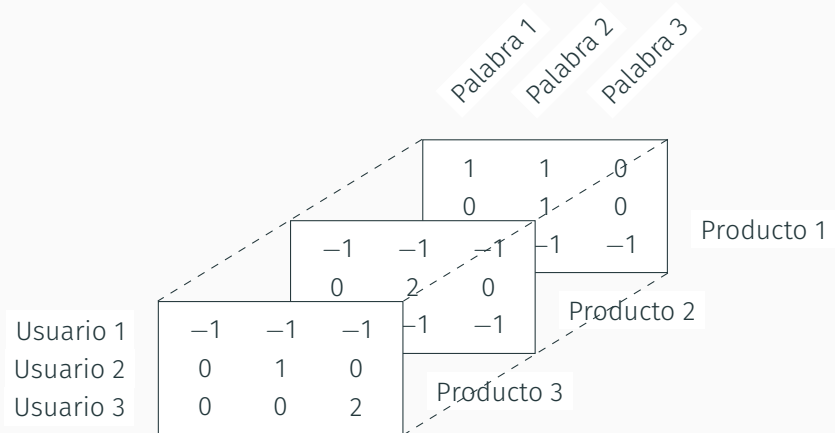 Palabra 1
Palabra 2
Palabra 3
1 1 0
0 1 0
−1 −1
Producto 1
−1 −1 −1
0 2 0
−1 −1
Producto 2
Usuario 1 −1 −1 −1
Usuario 2 0 1 0
Usuario 3 0 0 2
Producto 3